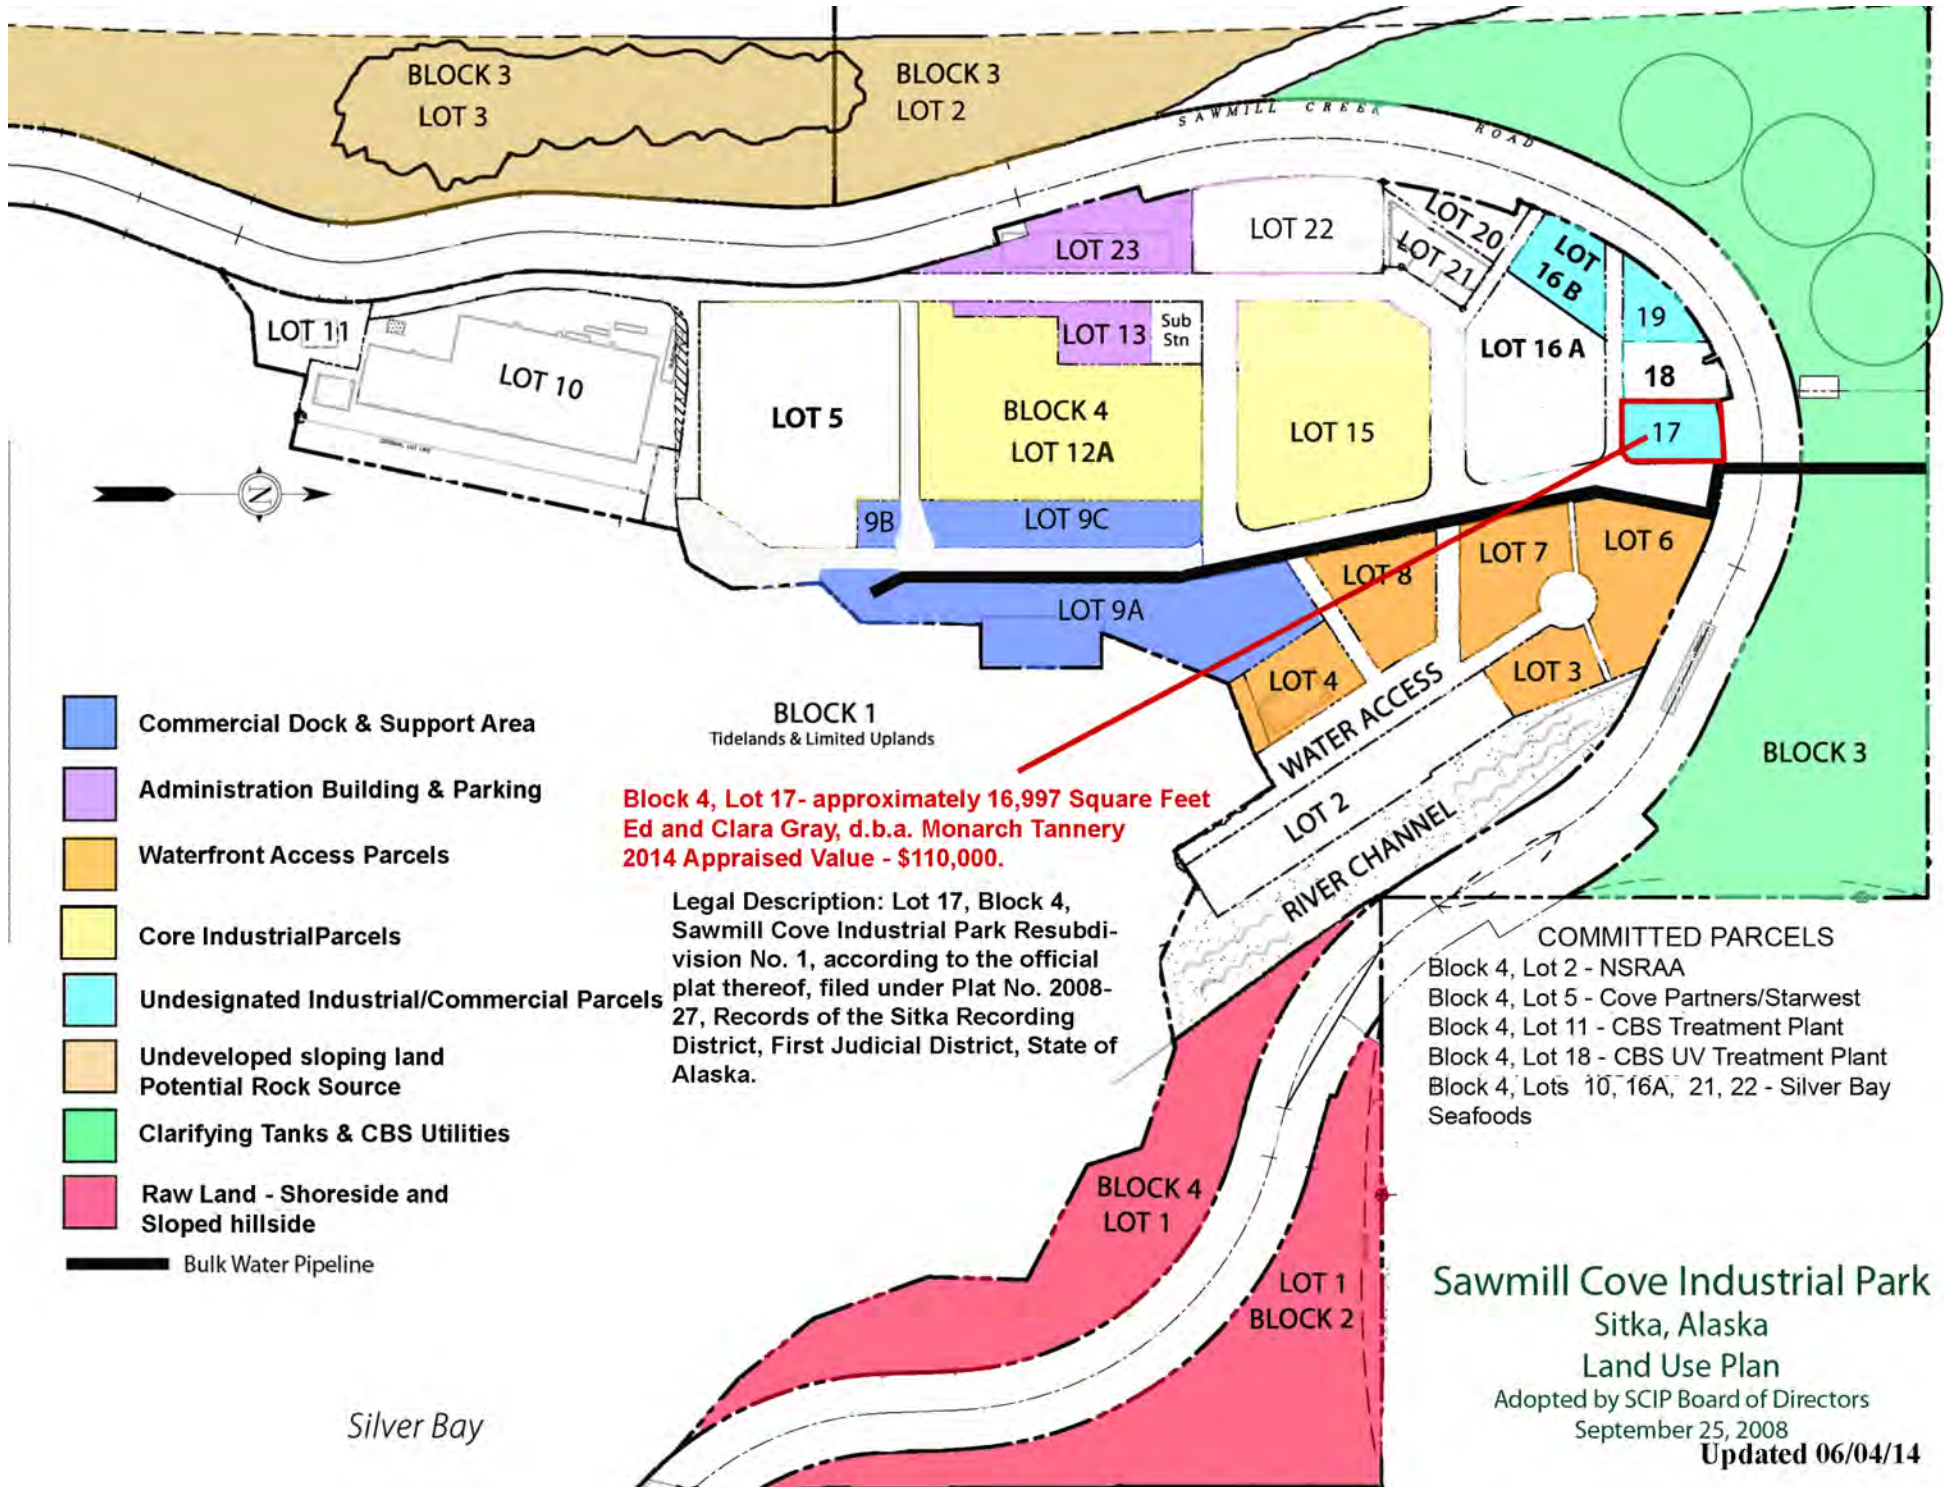 BLOCK 3
LOT 3
BLOCK 3
LOT 2
SAWMILL CREEK ROAD
LOT 23
LOT 22
LOT 20
LOT 21
LOT
16 B
19
LOT 11
LOT 10
LOT 5
LOT 13
Sub
Stn
LOT 16 A
18
BLOCK 4
LOT 12A
LOT 15
17
N
9B
LOT 9C
LOT 7
LOT 6
LOT 8
LOT 9A
LOT 4
LOT 3
WATER ACCESS
LOT 2
RIVER CHANNEL
BLOCK 3
BLOCK 1
Tidelands & Limited Uplands
Commercial Dock & Support Area
Administration Building & Parking
Waterfront Access Parcels
Core IndustrialParcels
Undesignated Industrial/Commercial Parcels
Undeveloped sloping land
Potential Rock Source
Clarifying Tanks & CBS Utilities
Raw Land - Shoreside and
Sloped hillside
Bulk Water Pipeline
Block 4, Lot 17- approximately 16,997 Square Feet
Ed and Clara Gray, d.b.a. Monarch Tannery
2014 Appraised Value - $110,000.
Legal Description: Lot 17, Block 4,
Sawmill Cove Industrial Park Resubdi-
vision No. 1, according to the official
plat thereof, filed under Plat No. 2008-
27, Records of the Sitka Recording
District, First Judicial District, State of
Alaska.
COMMITTED PARCELS
Block 4, Lot 2 - NSRAA
Block 4, Lot 5 - Cove Partners/Starwest
Block 4, Lot 11 - CBS Treatment Plant
Block 4, Lot 18 - CBS UV Treatment Plant
Block 4, Lots 10, 16A, 21, 22 - Silver Bay
Seafoods
BLOCK 4
LOT 1
LOT 1
BLOCK 2
Silver Bay
Sawmill Cove Industrial Park
Sitka, Alaska
Land Use Plan
Adopted by SCIP Board of Directors
September 25, 2008
Updated 06/04/14